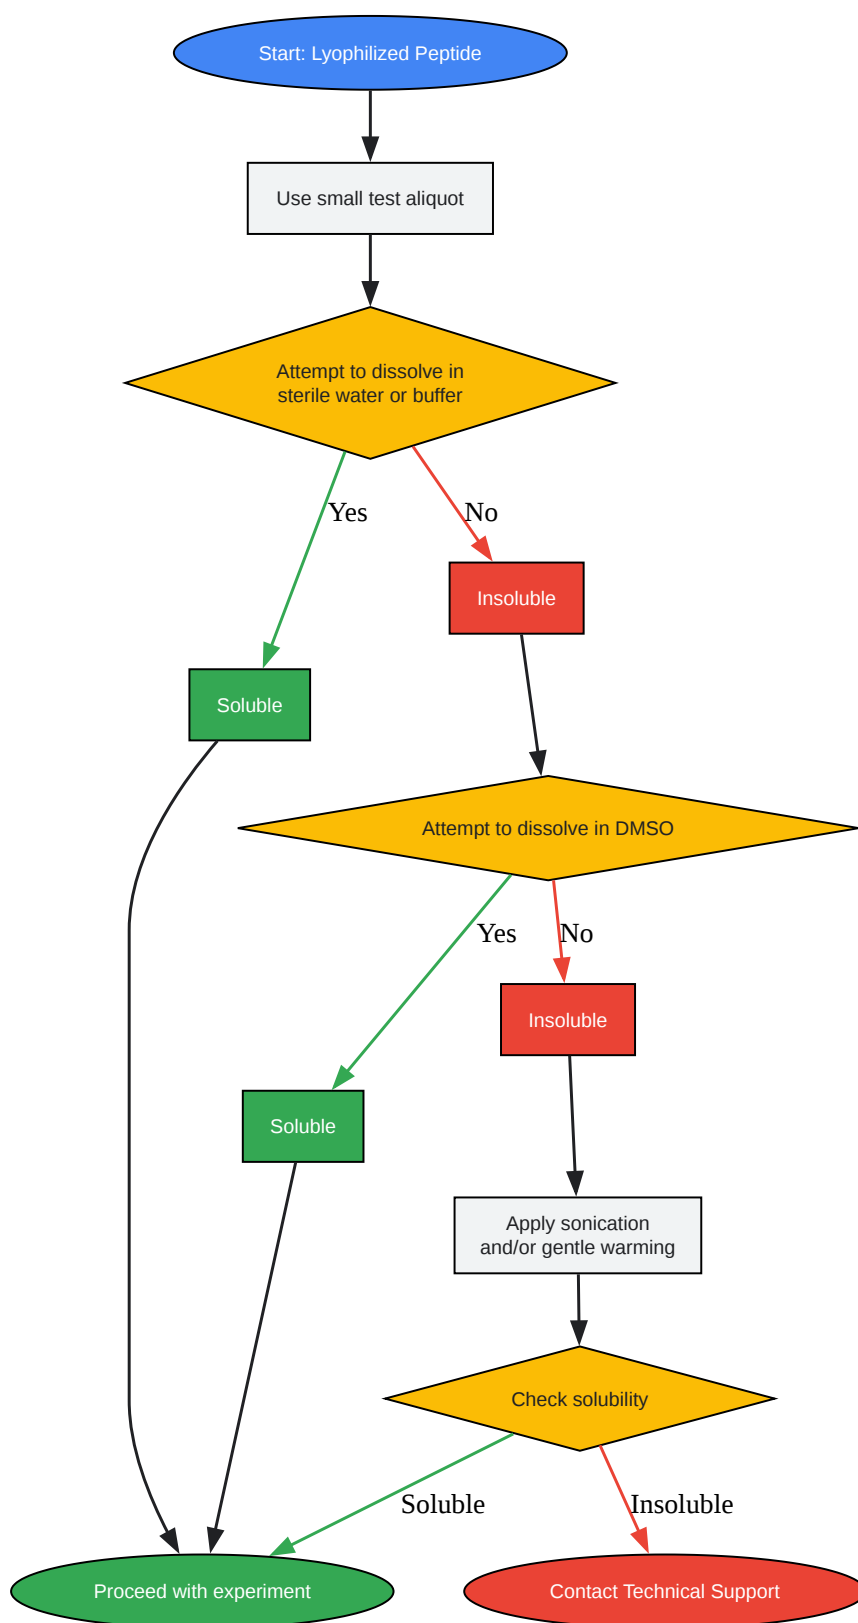 Start: Lyophilized Peptide
Use small test aliquot
Attempt to dissolve in
sterile water or buffer
Yes
No
Insoluble
Soluble
Attempt to dissolve in DMSO
Yes
No
Insoluble
Soluble
Apply sonication
and/or gentle warming
Check solubility
Soluble
Insoluble
Proceed with experiment
Contact Technical Support